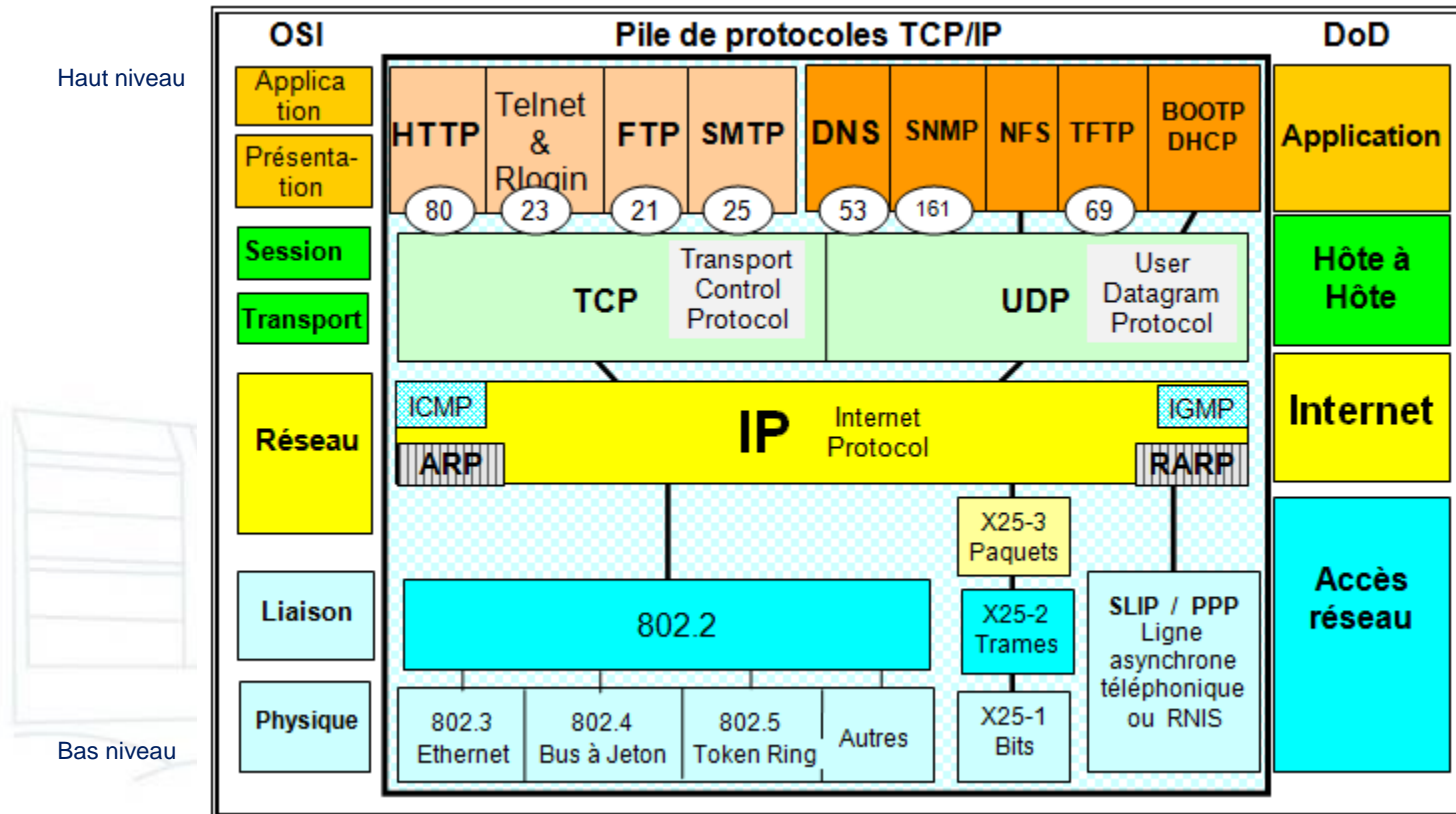 OSI
Pile de protocoles TCP/IP
DoD
Haut niveau
Applica
tion
Présenta-
tion
HTTP
Telnet
&
Rlogin
FTP
SMTP
DNS
SNMP
NFS
TFTP
BOOTP
DHCP
Application
80
23
21
25
53
161
69
Session
Transport
TCP
Transport
Control
Protocol
UDP
User
Datagram
Protocol
Hôte à
Hôte
Réseau
ICMP
ARP
IP
Internet
Protocol
IGMP
RARP
Internet
X25-3
Paquets
Liaison
802.2
X25-2
Trames
SLIP / PPP
Ligne
asynchrone
téléphonique
ou RNIS
Accès
réseau
Physique
802.3
Ethernet
802.4
Bus à Jeton
802.5
Token Ring
Autres
X25-1
Bits
Bas niveau